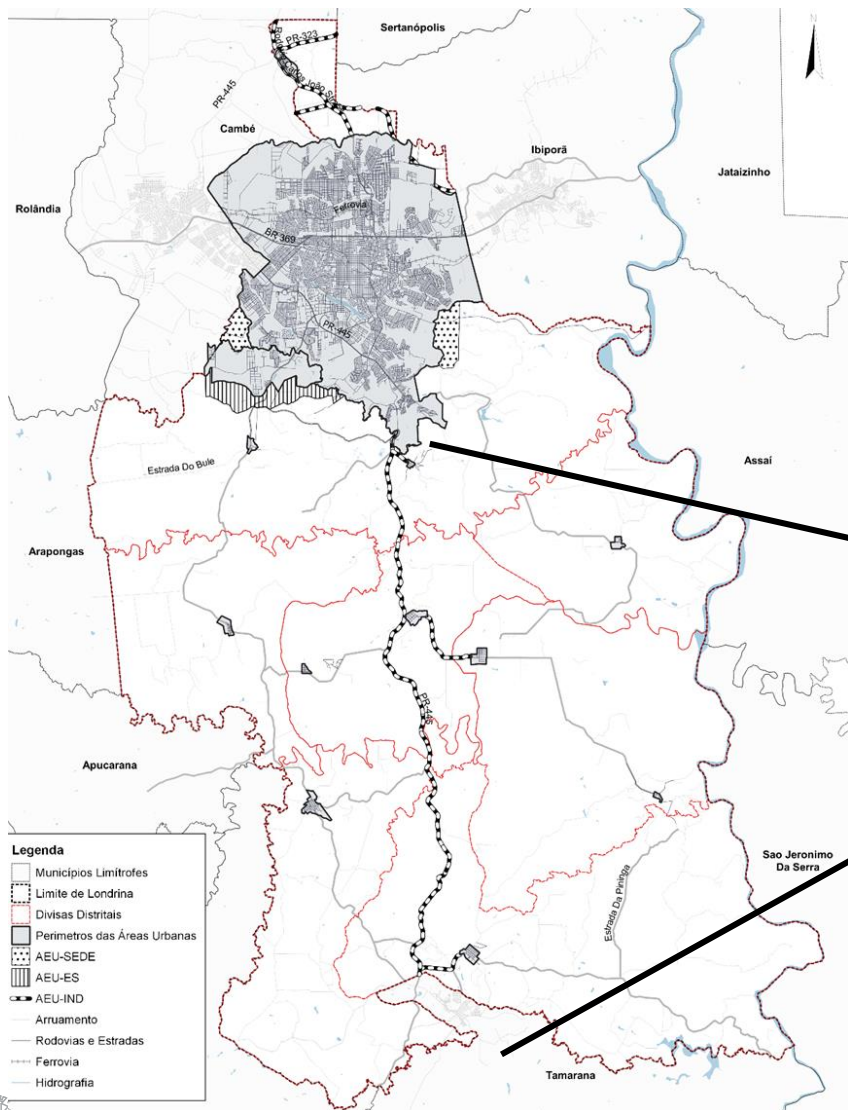 Sertanópolis
N
PR-323
PR-445
Cambé
Ibiporã
Jataizinho
Rolândia
Ferrovia
BR 369
PR-445
Estrada Do Bule
Assaí
Arapongas
PR-445
Apucarana
Sao Jeronimo
Da Serra
Estrada Da Pininga
Tamarana
Legenda
Municípios Limítrofes
Limite de Londrina
Divisas Distritais
Perimetros das Áreas Urbanas
AEU-SEDE
AEU-ES
AEU-IND
Arruamento
Rodovias e Estradas
Ferrovia
Hidrografia